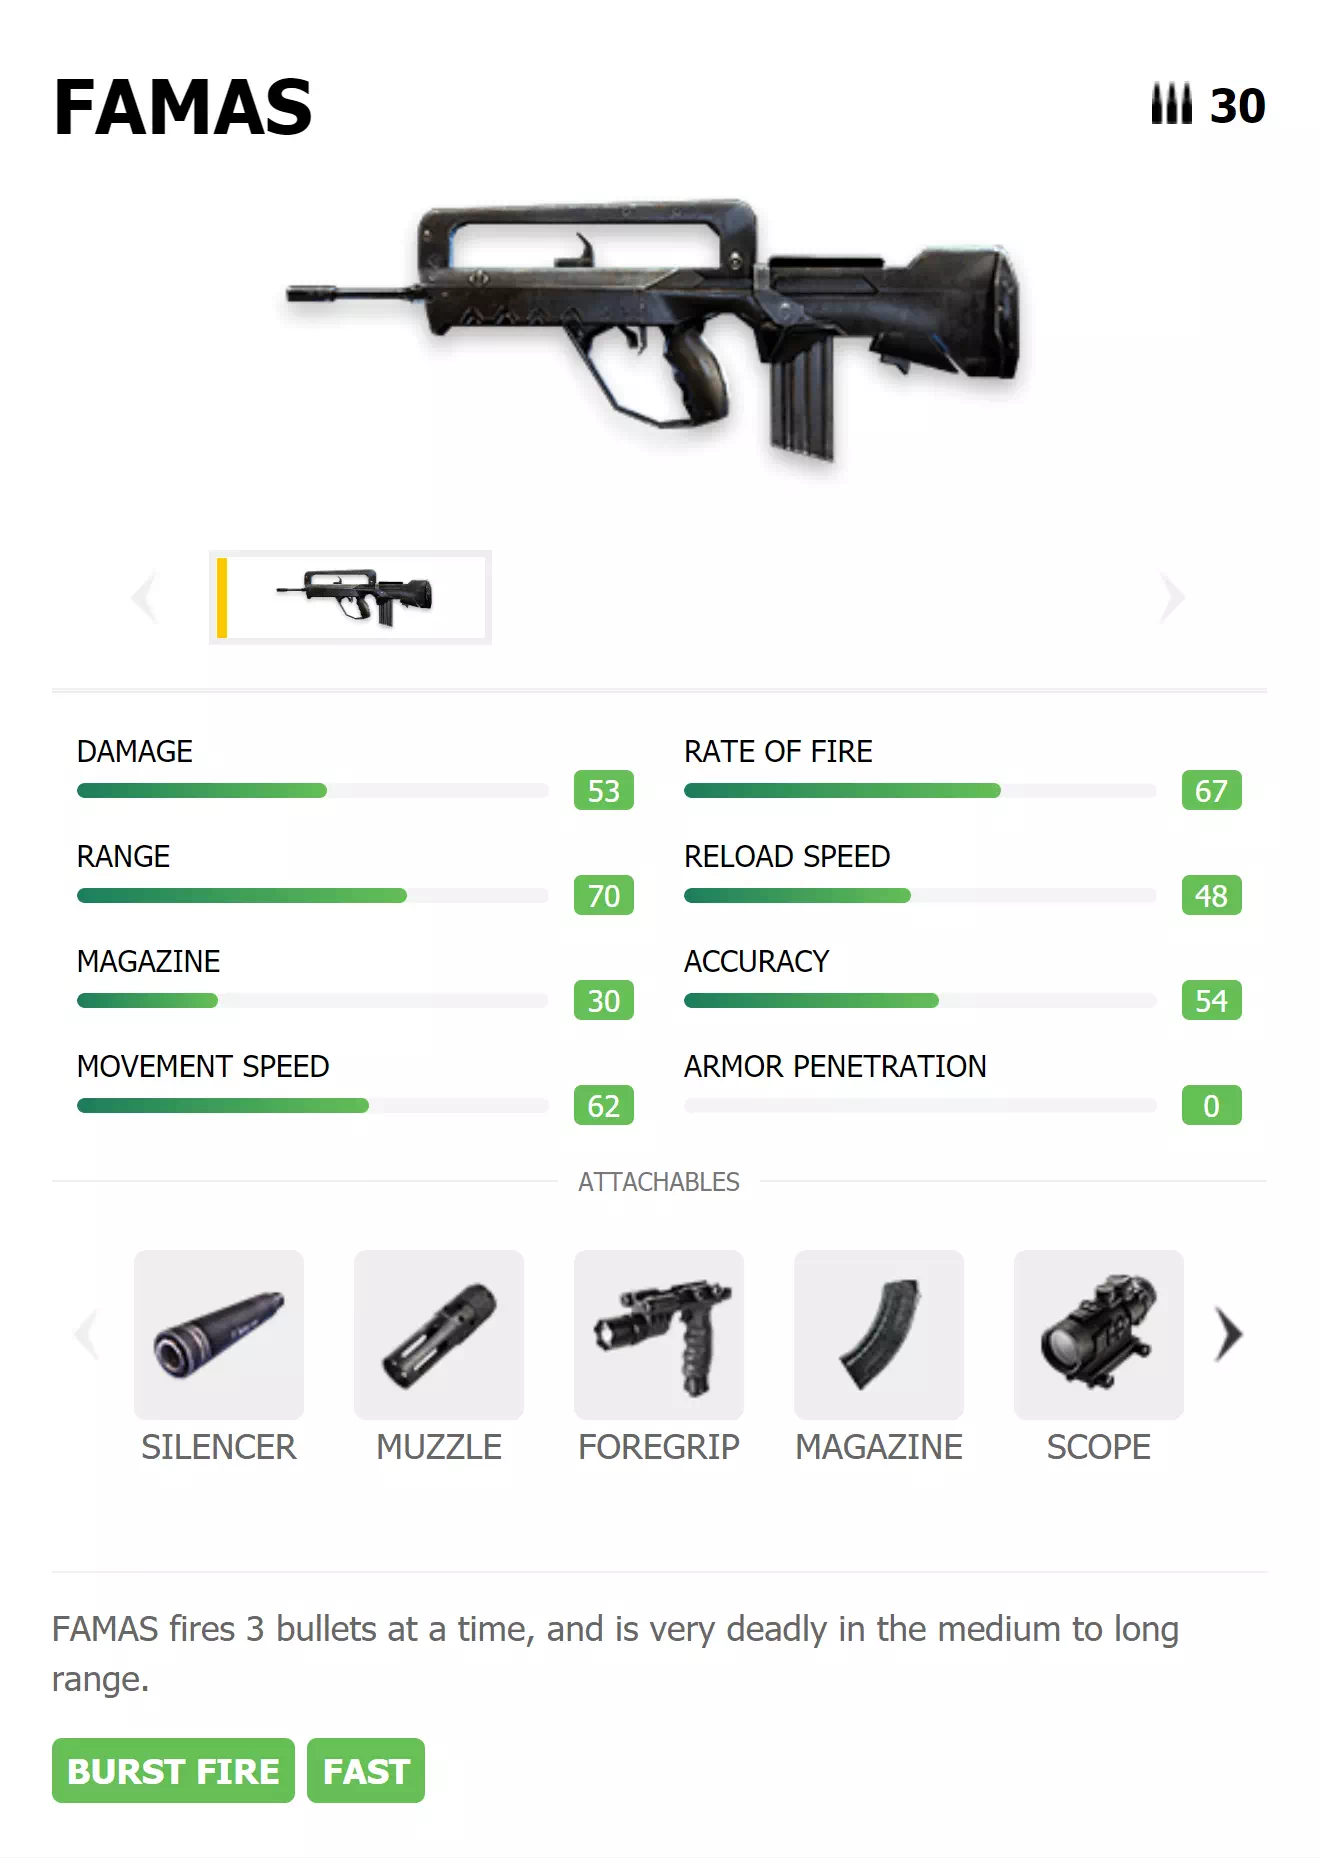 FAMAS
30
DAMAGE
53
RATE OF FIRE
67
RANGE
70
RELOAD SPEED
48
MAGAZINE
30
ACCURACY
54
MOVEMENT SPEED
62
ARMOR PENETRATION
0
ATTACHABLES
SILENCER
MUZZLE
FOREGRIP
MAGAZINE
SCOPE
FAMAS fires 3 bullets at a time, and is very deadly in the medium to long
range.
BURST FIRE
FAST